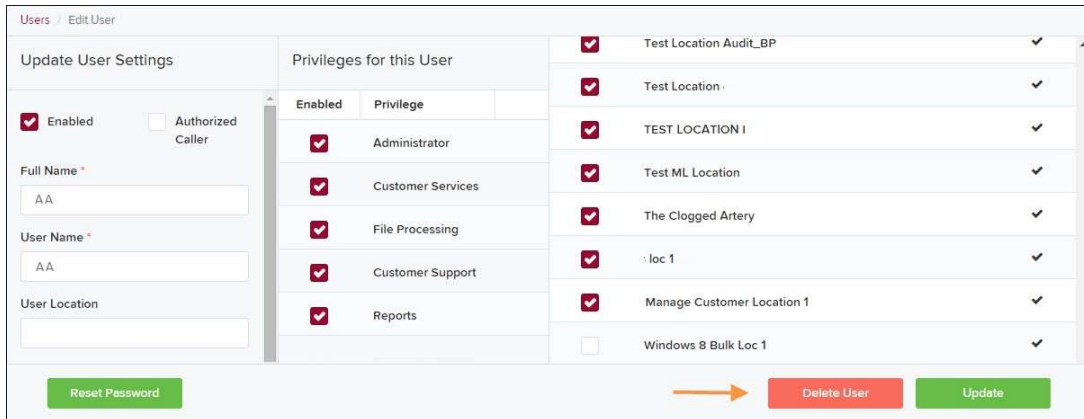 Users / Edit User
Update User Settings
Enabled
Authorized
Caller
Full Name *
AA
User Name *
AA
User Location
Reset Password
Privileges for this User
Enabled Privilege
Administrator
Customer Services
File Processing
Customer Support
Reports
Test Location Audit_BP
Test Location
TEST LOCATION I
Test ML Location
The Clogged Artery
loc 1
Manage Customer Location 1
Windows 8 Bulk Loc 1
Delete User
Update